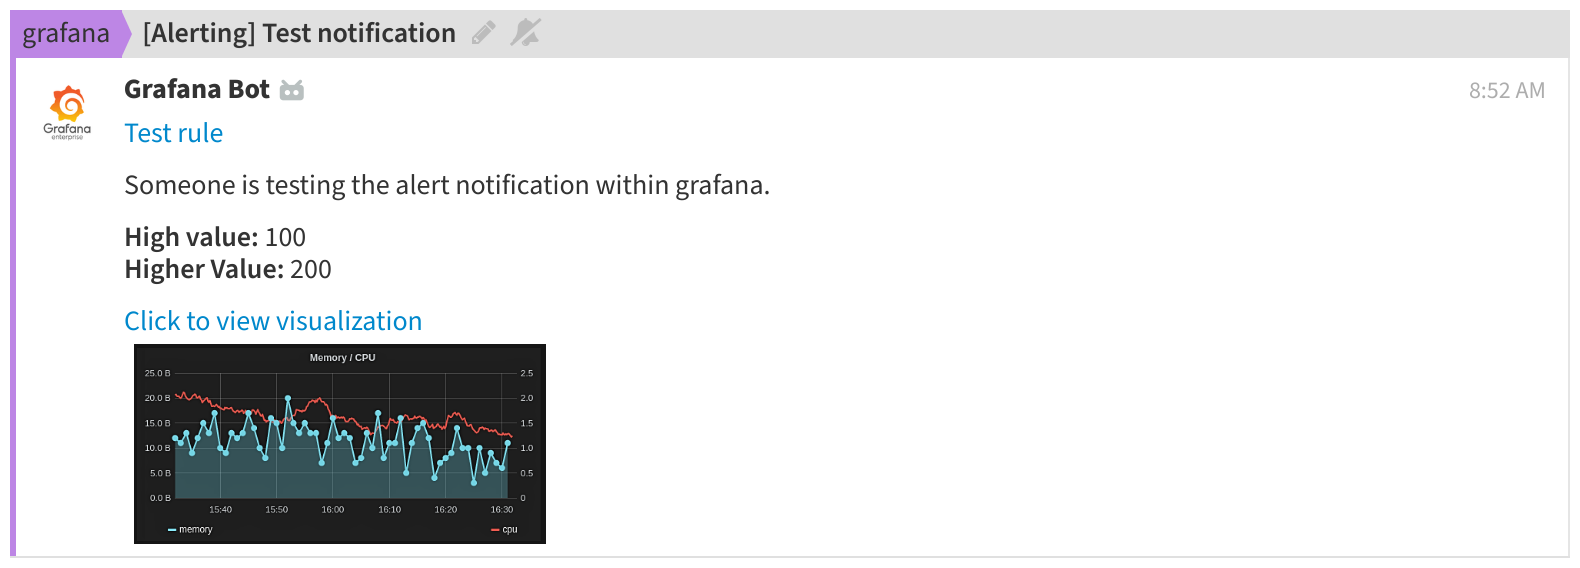 grafana [Alerting] Test notification
Grafana Bot 8:52 AM
Grafana
enterprise
Test rule
Someone is testing the alert notification within grafana.
High value: 100
Higher Value: 200
Click to view visualization
Memory / CPU
25.0 B 2.5
20.0 B 2.0
15.0 B 1.5
10.0 B 1.0
5.0 B 0.5
0.0 B 0
15:40 15:50 16:00 16:10 16:20 16:30
memory cpu